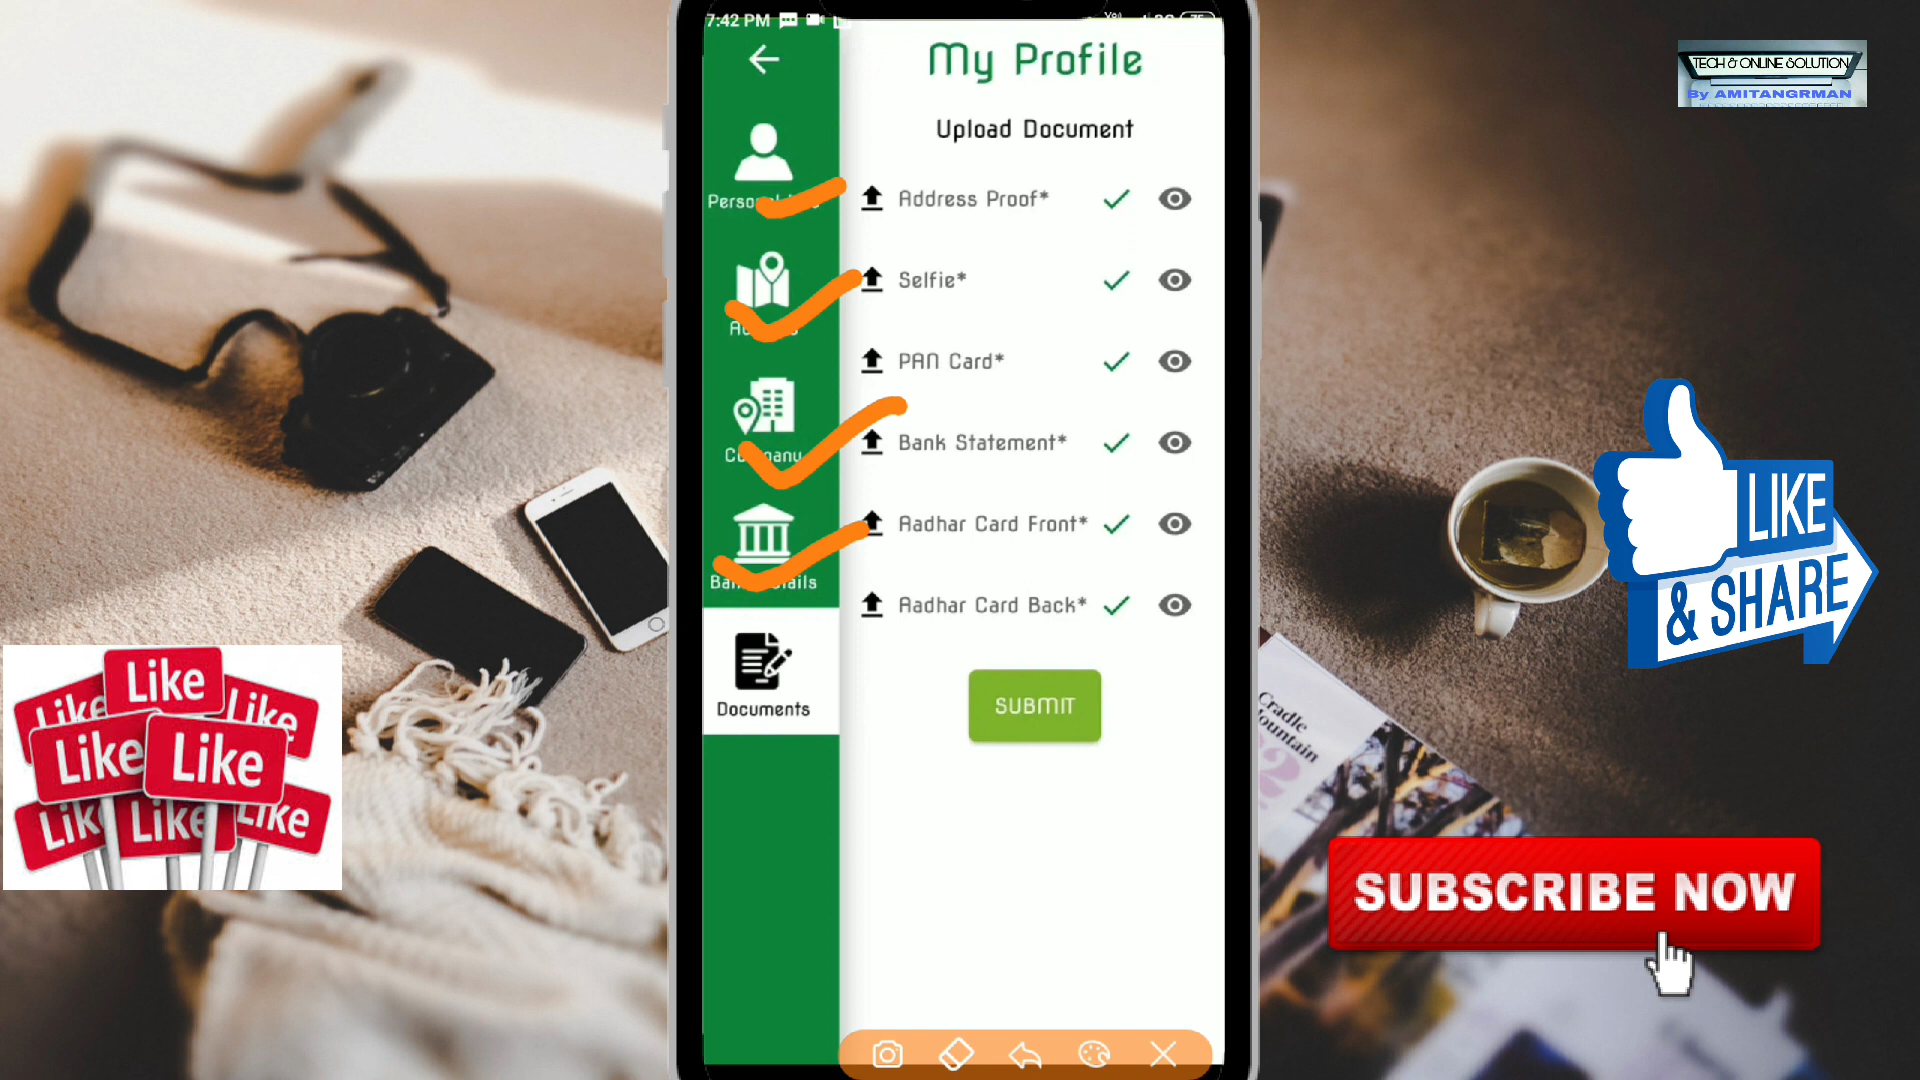 7:42 PM
My Profile
Upload Document
Address Proof*
Selfie*
PAN Card*
Bank Statement*
Aadhar Card Front*
Aadhar Card Back*
SUBMIT
Documents
TECH & ONLINE SOLUTION
By AMITANGRMAN
LIKE
& SHARE
Like
Like
Like
Like
Like
Like
Like
Like
Cradle
Mountain
SUBSCRIBE NOW